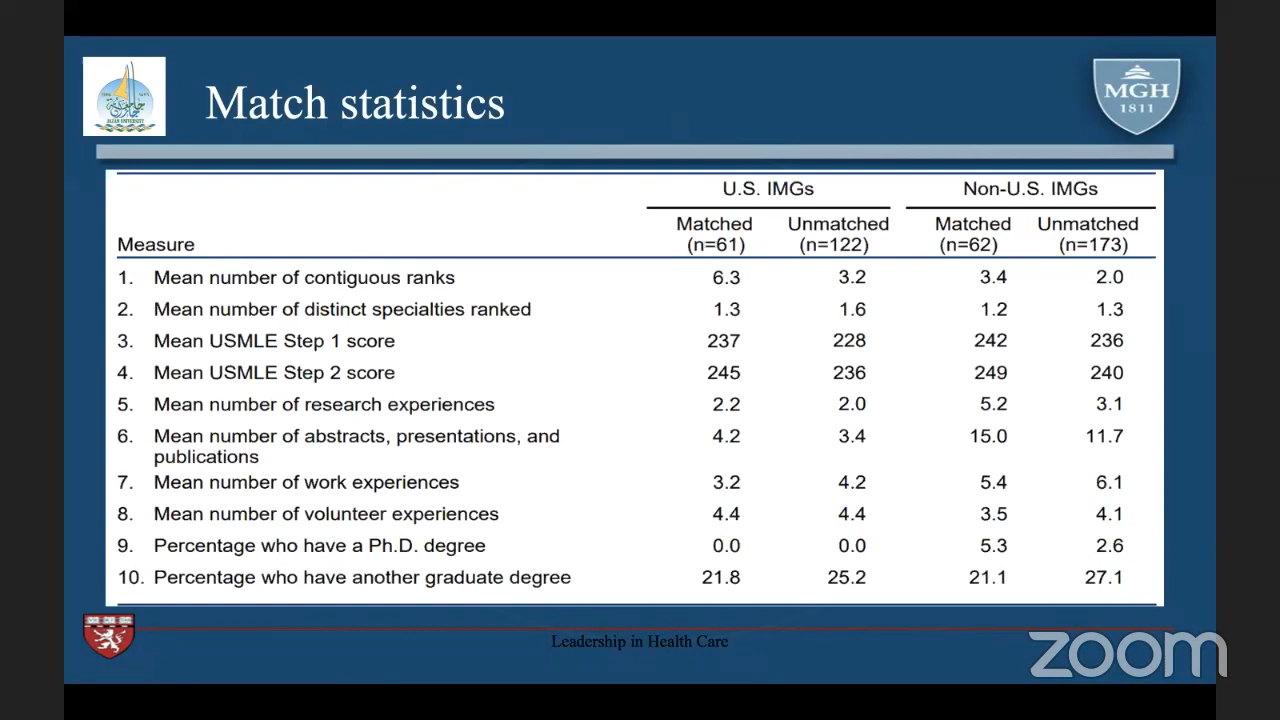 جامعة جازان
JAZAN UNIVERSITY
Match statistics
MGH
1811
U.S. IMGs Non-U.S. IMGs
Matched Unmatched Matched Unmatched
Measure (n=61) (n=122) (n=62) (n=173)
1. Mean number of contiguous ranks 6.3 3.2 3.4 2.0
2. Mean number of distinct specialties ranked 1.3 1.6 1.2 1.3
3. Mean USMLE Step 1 score 237 228 242 236
4. Mean USMLE Step 2 score 245 236 249 240
5. Mean number of research experiences 2.2 2.0 5.2 3.1
6. Mean number of abstracts, presentations, and 4.2 3.4 15.0 11.7
publications
7. Mean number of work experiences 3.2 4.2 5.4 6.1
8. Mean number of volunteer experiences 4.4 4.4 3.5 4.1
9. Percentage who have a Ph.D. degree 0.0 0.0 5.3 2.6
10. Percentage who have another graduate degree 21.8 25.2 21.1 27.1
Leadership in Health Care
zoom